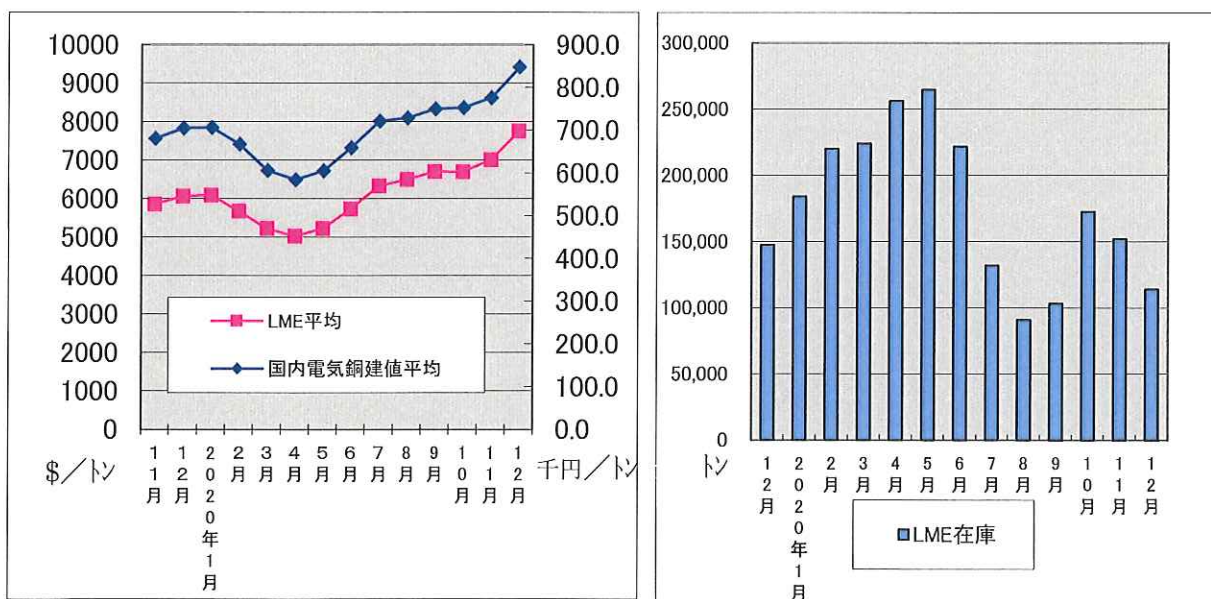 10000
9000
8000
7000
6000
5000
4000
3000
2000
1000
0
$／トン
900.0
800.0
700.0
600.0
500.0
400.0
300.0
200.0
100.0
0.0
千円／トン
LME平均
国内電気銅建値平均
11月
12月
2020年1月
2月
3月
4月
5月
6月
7月
8月
9月
10月
11月
12月
300,000
250,000
200,000
150,000
100,000
50,000
0
トン
12月
2020年1月
2月
3月
4月
5月
6月
7月
8月
9月
10月
11月
12月
LME在庫